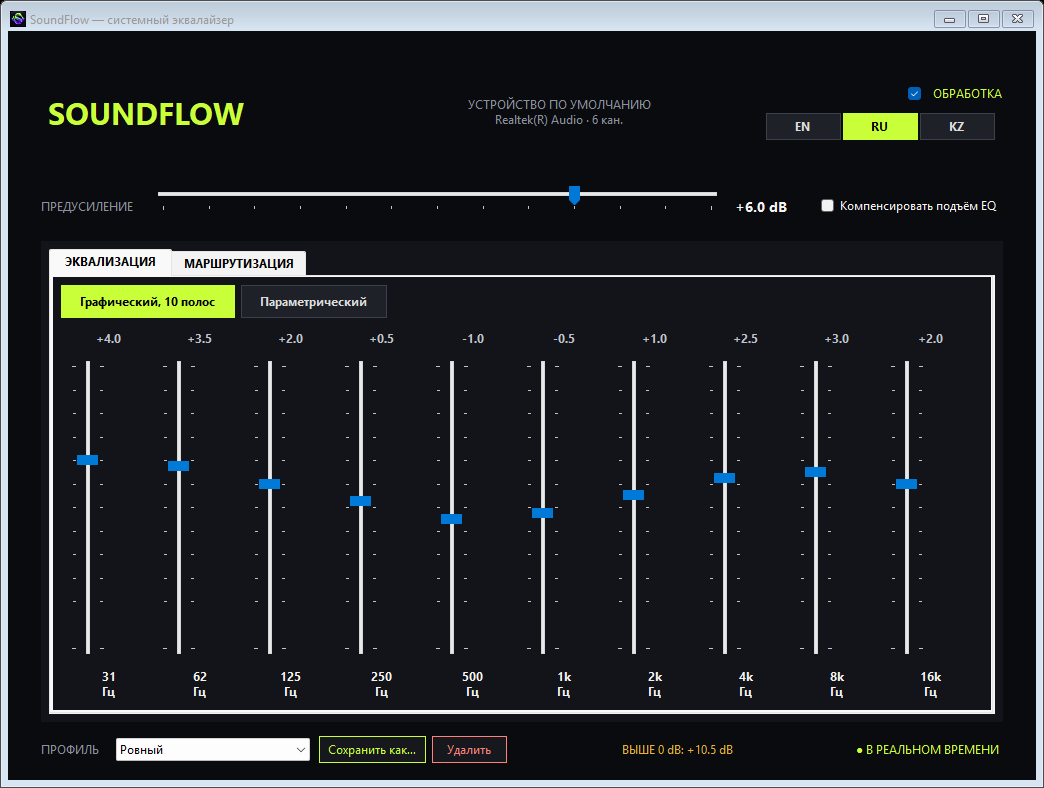 SoundFlow — системный эквалайзер
SOUNDFLOW
УСТРОЙСТВО ПО УМОЛЧАНИЮ
Realtek(R) Audio · 6 кан.
ОБРАБОТКА
EN RU KZ
ПРЕДУСИЛЕНИЕ
+6.0 dB
Компенсировать подъём EQ
ЭКВАЛИЗАЦИЯ МАРШРУТИЗАЦИЯ
Графический, 10 полос Параметрический
+4.0 +3.5 +2.0 +0.5 -1.0 -0.5 +1.0 +2.5 +3.0 +2.0
31 62 125 250 500 1k 2k 4k 8k 16k
Гц Гц Гц Гц Гц Гц Гц Гц Гц Гц
ПРОФИЛЬ Ровный Сохранить как... Удалить ВЫШЕ 0 dB: +10.5 dB ● В РЕАЛЬНОМ ВРЕМЕНИ